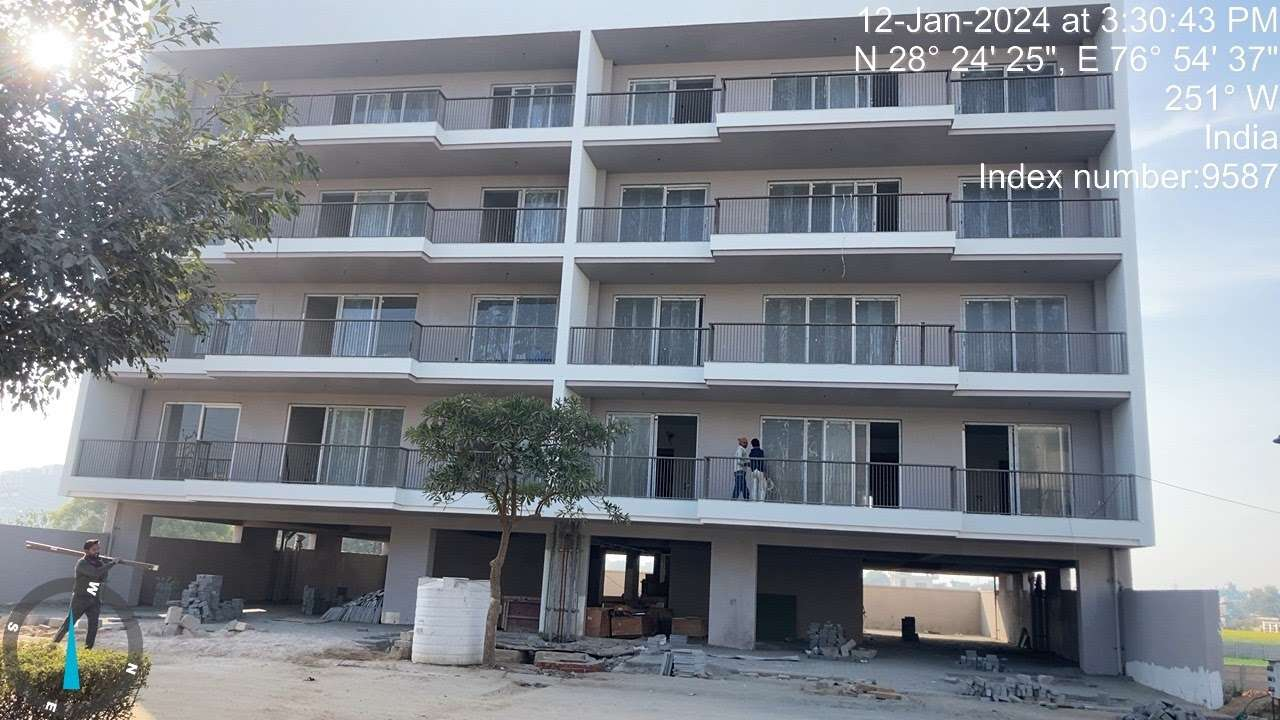 12-Jan-2024 at 3:30:43 PM
N 28° 24' 25", E 76° 54' 37"
251° W
India
Index number:9587
W
S
N
E